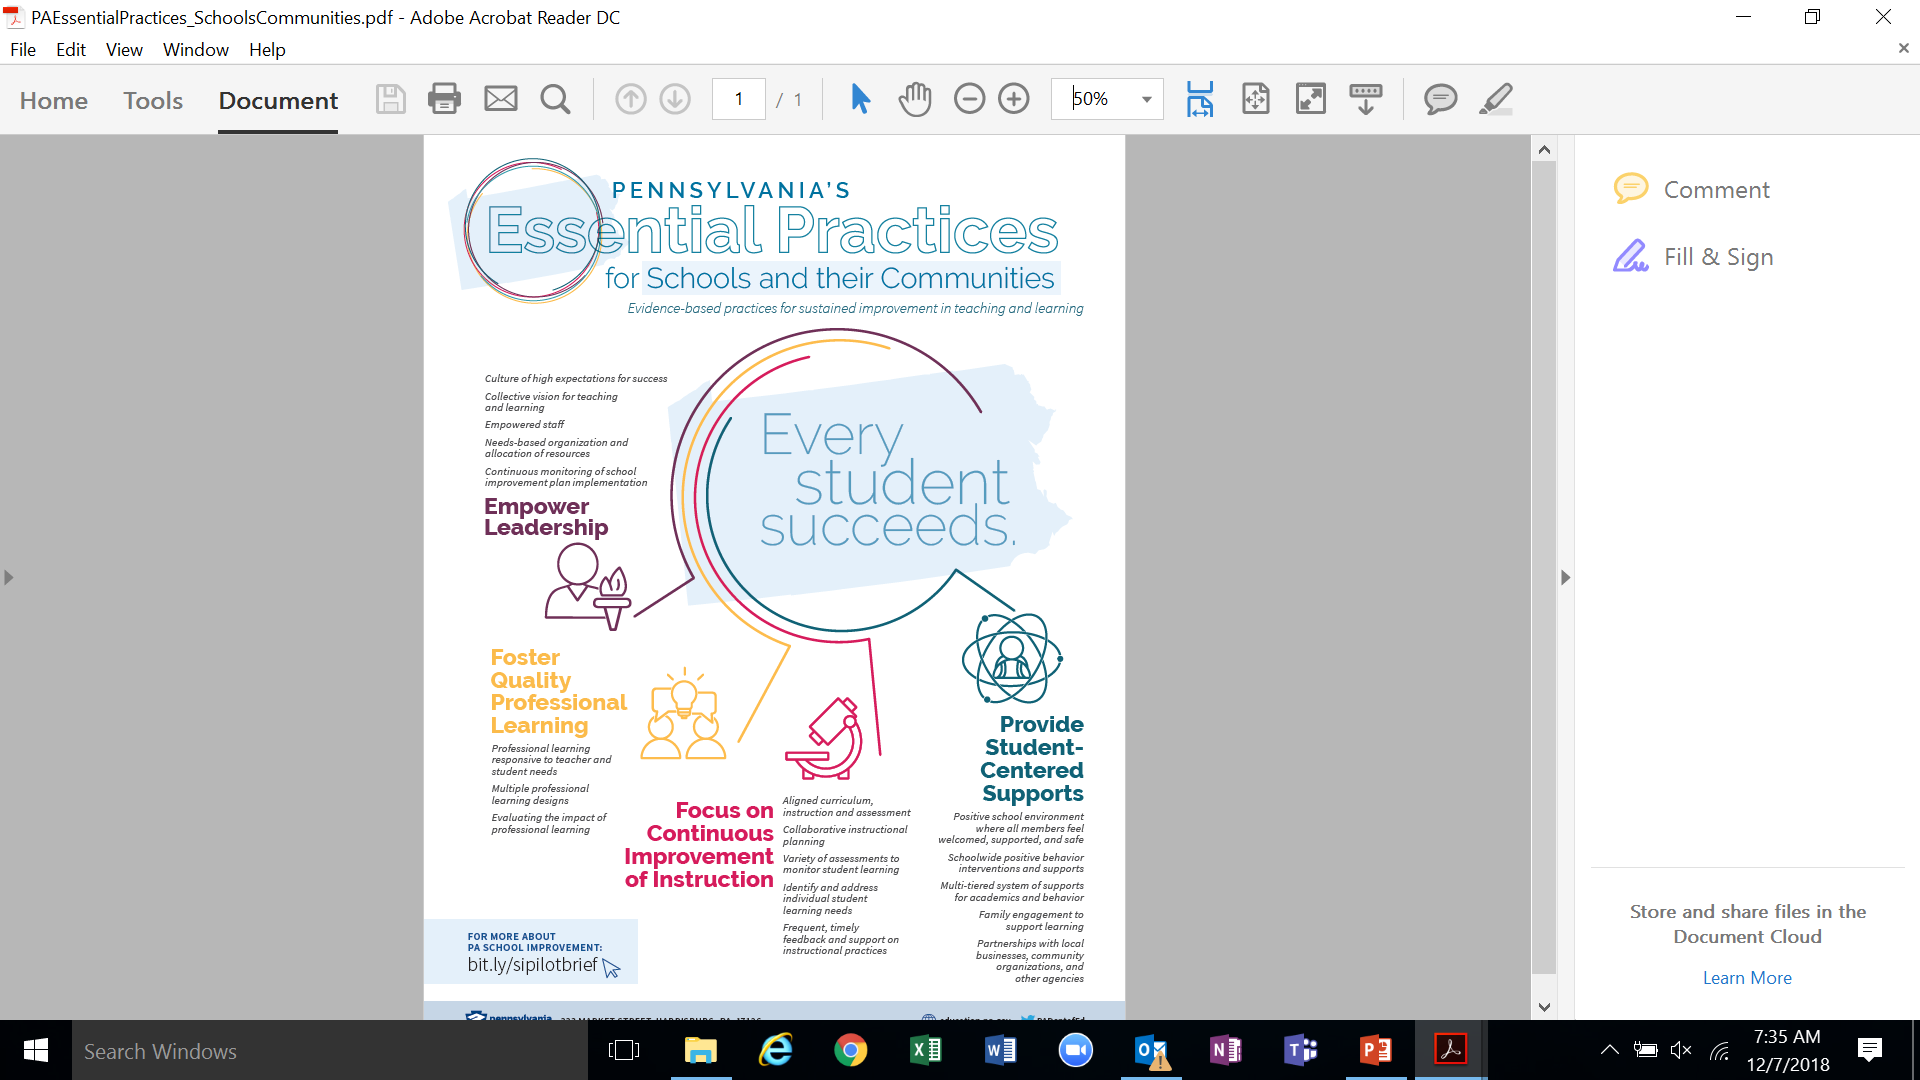 PAEssentialPractices_SchoolsCommunities.pdf - Adobe Acrobat Reader DC
File Edit View Window Help
Home Tools Document 1 / 1 50%
PENNSYLVANIA'S
Essential Practices
for Schools and their Communities
Evidence-based practices for sustained improvement in teaching and learning
Culture of high expectations for success
Collective vision for teaching
and learning
Empowered staff
Needs-based organization and
allocation of resources
Continuous monitoring of school
improvement plan implementation
Empower
Leadership
Every
student
succeeds.
Foster
Quality
Professional
Learning
Professional learning
responsive to teacher and
student needs
Multiple professional
learning designs
Evaluating the impact of
professional learning
Focus on
Continuous
Improvement
of Instruction
Aligned curriculum,
instruction and assessment
Collaborative instructional
planning
Variety of assessments to
monitor student learning
Identify and address
individual student
learning needs
Frequent, timely
feedback and support on
instructional practices
Provide
Student-
Centered
Supports
Positive school environment
where all members feel
welcomed, supported, and safe
Schoolwide positive behavior
interventions and supports
Multi-tiered system of supports
for academics and behavior
Family engagement to
support learning
Partnerships with local
businesses, community
organizations, and
other agencies
FOR MORE ABOUT
PA SCHOOL IMPROVEMENT:
bit.ly/sipilotbrief
pennsylvania
Comment
Fill & Sign
Store and share files in the
Document Cloud
Learn More
Search Windows
7:35 AM
12/7/2018